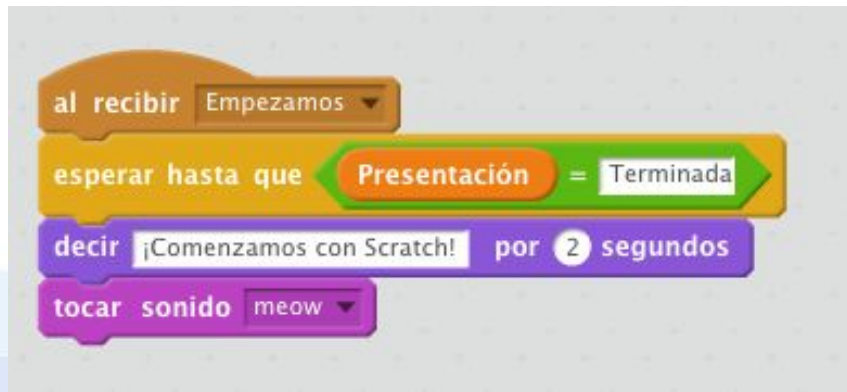 al recibir Empezamos
esperar hasta que Presentación = Terminada
decir ¡Comenzamos con Scratch! por 2 segundos
tocar sonido meow